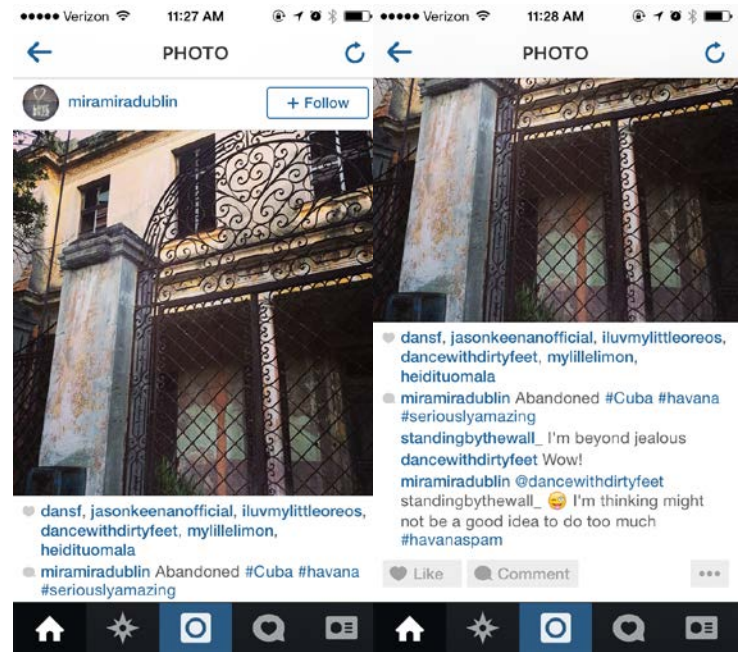 Verizon 11:27 AM
PHOTO
miramiradublin
+ Follow
dansf, jasonkeenanofficial, iluvmylittleoreos,
dancewithdirtyfeet, mylillelimon,
heidituomala
miramiradublin Abandoned #Cuba #havana
#seriouslyamazing
Verizon 11:28 AM
PHOTO
dansf, jasonkeenanofficial, iluvmylittleoreos,
dancewithdirtyfeet, mylillelimon,
heidituomala
miramiradublin Abandoned #Cuba #havana
#seriouslyamazing
standingbythewall_ I'm beyond jealous
dancewithdirtyfeet Wow!
miramiradublin @dancewithdirtyfeet
standingbythewall_ 😜 I'm thinking might
not be a good idea to do too much
#havanaspam
Like Comment